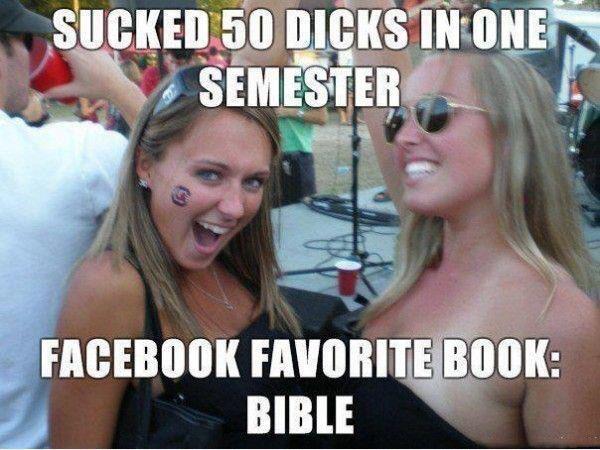 SUCKED 50 DICKS IN ONE
SEMESTER
FACEBOOK FAVORITE BOOK:
BIBLE